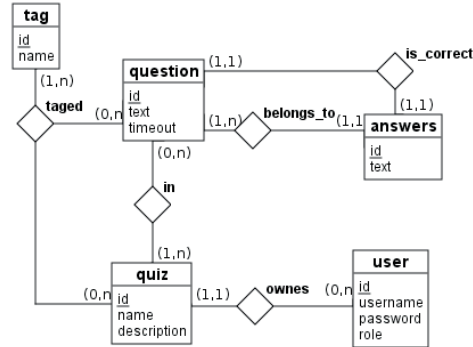 tag
id
name
(1,n)
taged
(0,n)
question
id
text
timeout
(1,1)
is_correct
(1,1)
(1,n)
belongs_to
(1,1
answers
id
text
(0,n)
in
(1,n)
(0,n)
quiz
id
name
description
(1,1)
ownes
(0,n
user
id
username
password
role